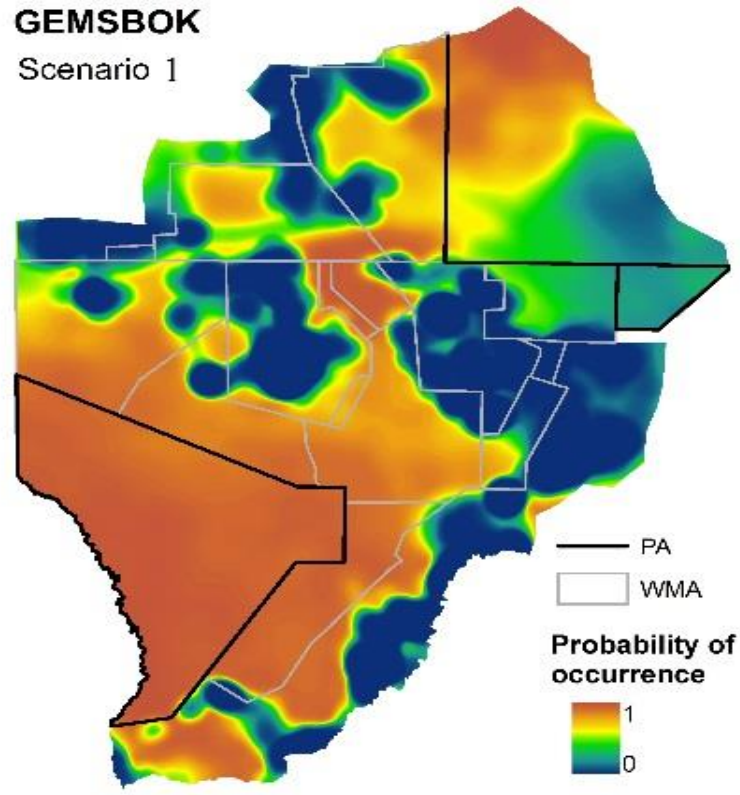 GEMSBOK
Scenario 1
PA
WMA
Probability of
occurrence
1
0